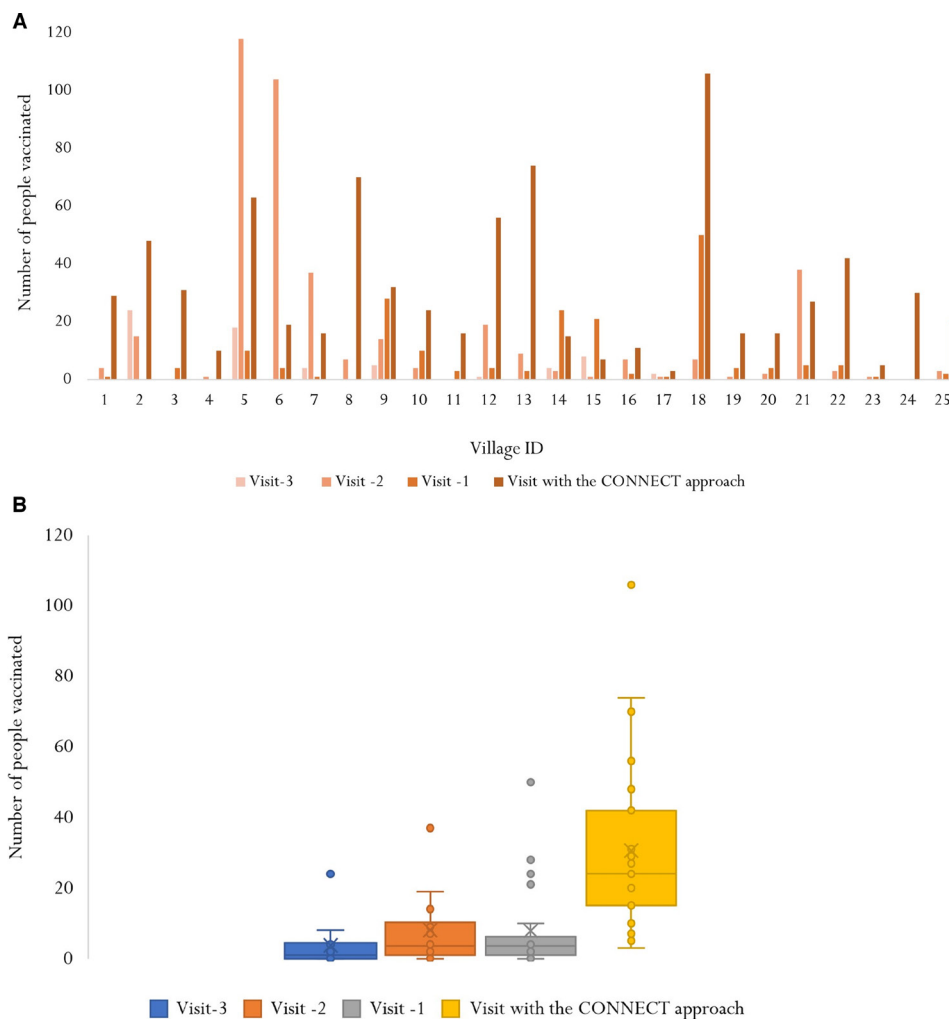 A
120
100
80
60
40
20
0
Number of people vaccinated
1 2 3 4 5 6 7 8 9 10 11 12 13 14 15 16 17 18 19 20 21 22 23 24 25
Village ID
Visit-3 Visit -2 Visit -1 Visit with the CONNECT approach
B
120
100
80
60
40
20
0
Number of people vaccinated
Visit-3 Visit -2 Visit -1 Visit with the CONNECT approach